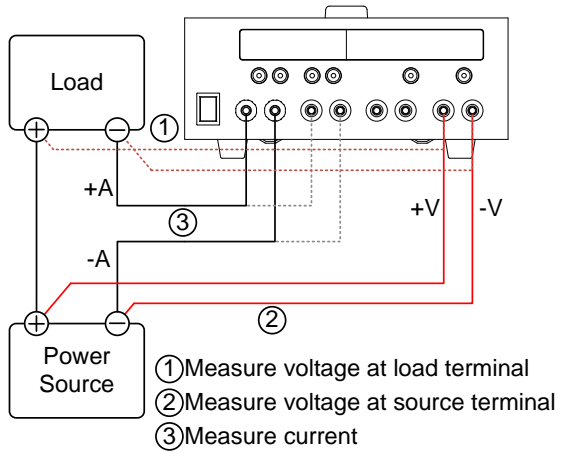 Load
+ −
①
+A
③
+V -V
-A
②
+ −
Power
Source
①Measure voltage at load terminal
②Measure voltage at source terminal
③Measure current